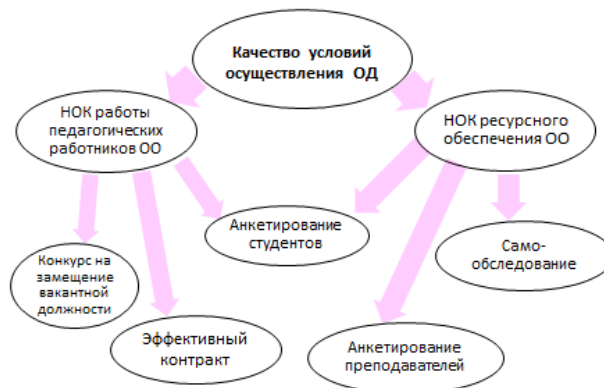 Качество условий
осуществления ОД
НОК работы
педагогических
работников ОО
НОК ресурсного
обеспечения ОО
Анкетирование
студентов
Само-
обследование
Конкурс на
замещение
вакантной
должности
Эффективный
контракт
Анкетирование
преподавателей